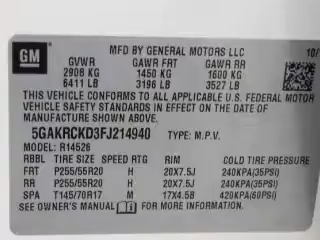 GM
MFD BY GENERAL MOTORS LLC 10/
GVWR GAWR FRT GAWR RR
2908 KG 1450 KG 1600 KG
6411 LB 3196 LB 3527 LB
THIS VEHICLE CONFORMS TO ALL APPLICABLE U.S. FEDERAL MOTOR
VEHICLE SAFETY STANDARDS IN EFFECT ON THE DATE OF
MANUFACTURE SHOWN ABOVE.
5GAKRCKD3FJ214940 TYPE: M.P.V.
MODEL: R14526
RBBL TIRE SIZE SPEED RTG RIM COLD TIRE PRESSURE
FRT P255/55R20 H 20X7.5J 240KPA(35PSI)
RR P255/55R20 H 20X7.5J 240KPA(35PSI)
SPA T145/70R17 M 17X4.5B 420KPA(60PSI)
SEE OWNER'S MANUAL FOR MORE INFORMATION.